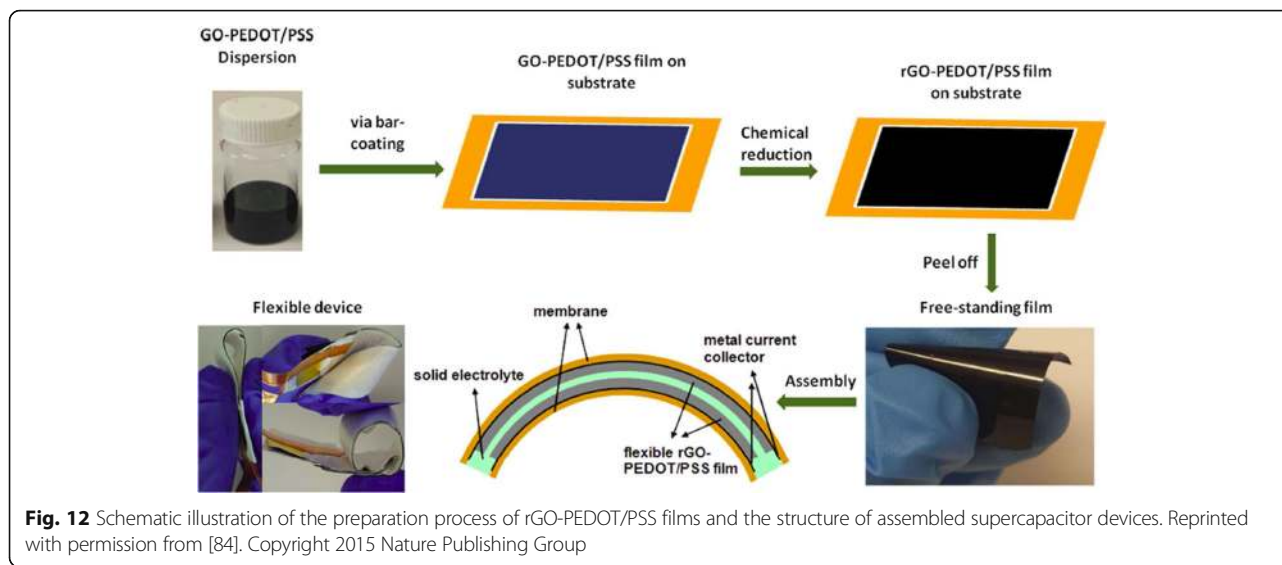 GO-PEDOT/PSS
Dispersion
via bar-
coating
GO-PEDOT/PSS film on
substrate
Chemical
reduction
rGO-PEDOT/PSS film
on substrate
Peel off
Free-standing film
Assembly
membrane
metal current
collector
solid electrolyte
flexible rGO-
PEDOT/PSS film
Flexible device
Fig. 12 Schematic illustration of the preparation process of rGO-PEDOT/PSS films and the structure of assembled supercapacitor devices. Reprinted
with permission from [84]. Copyright 2015 Nature Publishing Group